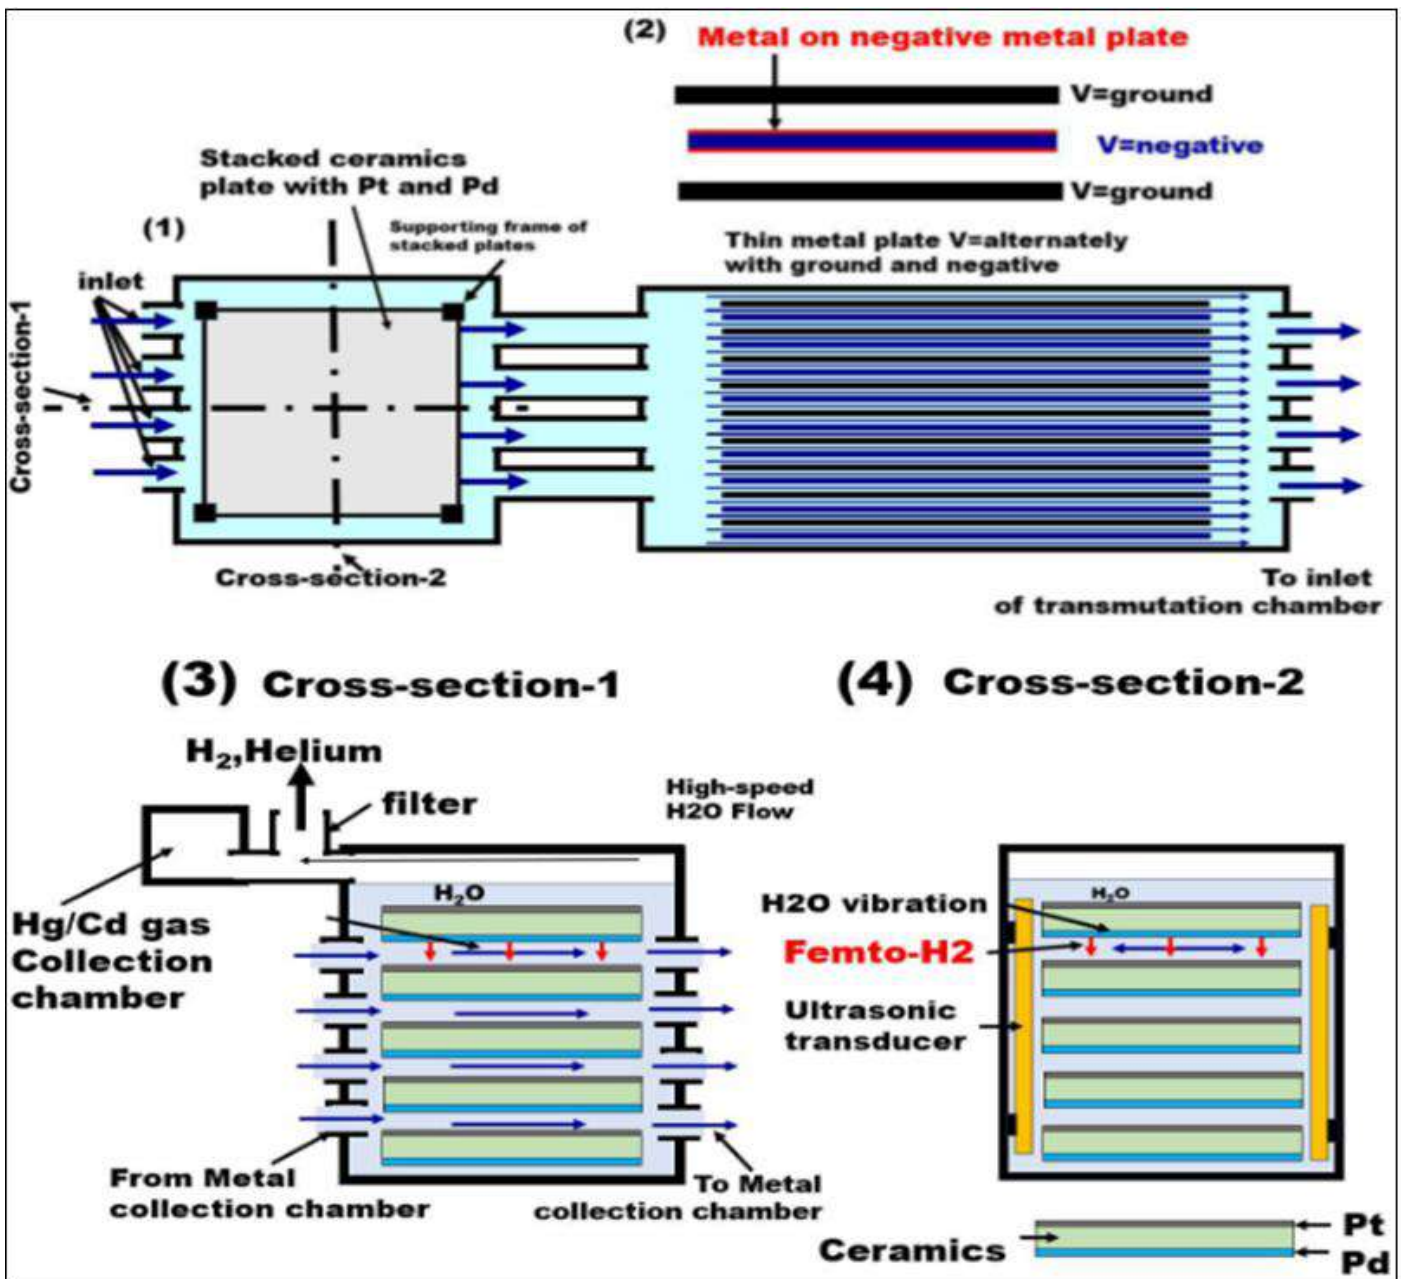 (2) Metal on negative metal plate
V=ground
V=negative
V=ground
Stacked ceramics
plate with Pt and Pd
(1)
Supporting frame of
stacked plates
Thin metal plate V=alternately
with ground and negative
inlet
Cross-section-1
Cross-section-2
To inlet
of transmutation chamber
(3) Cross-section-1
(4) Cross-section-2
H2,Helium
filter
High-speed
H2O Flow
H2O
Hg/Cd gas
Collection
chamber
From Metal
collection chamber
To Metal
collection chamber
H2O
H2O vibration
Femto-H2
Ultrasonic
transducer
Ceramics
Pt
Pd